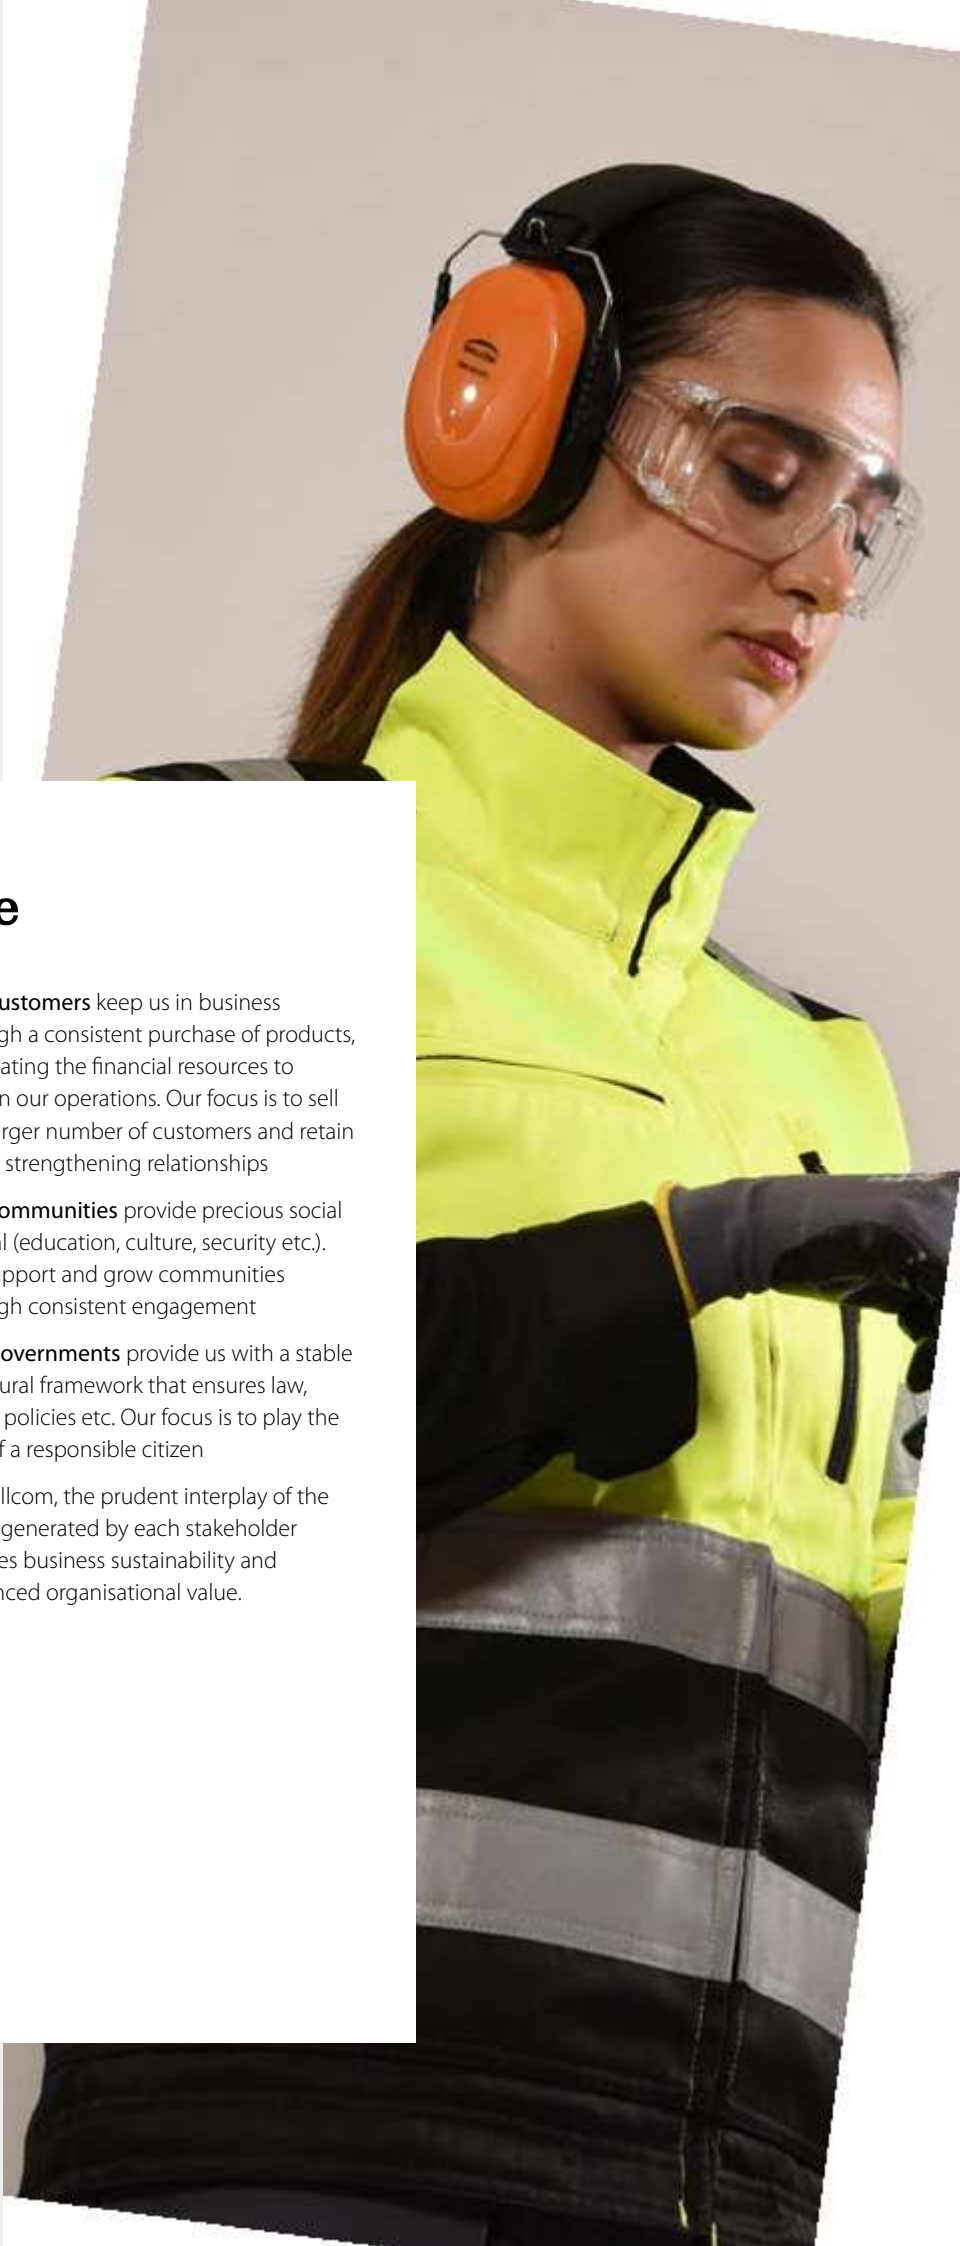 e
ustomers keep us in business
gh a consistent purchase of products,
ating the financial resources to
n our operations. Our focus is to sell
rger number of customers and retain
strengthening relationships
ommunities provide precious social
l (education, culture, security etc.).
upport and grow communities
gh consistent engagement
overnments provide us with a stable
ural framework that ensures law,
policies etc. Our focus is to play the
f a responsible citizen
llcom, the prudent interplay of the
generated by each stakeholder
es business sustainability and
nced organisational value.